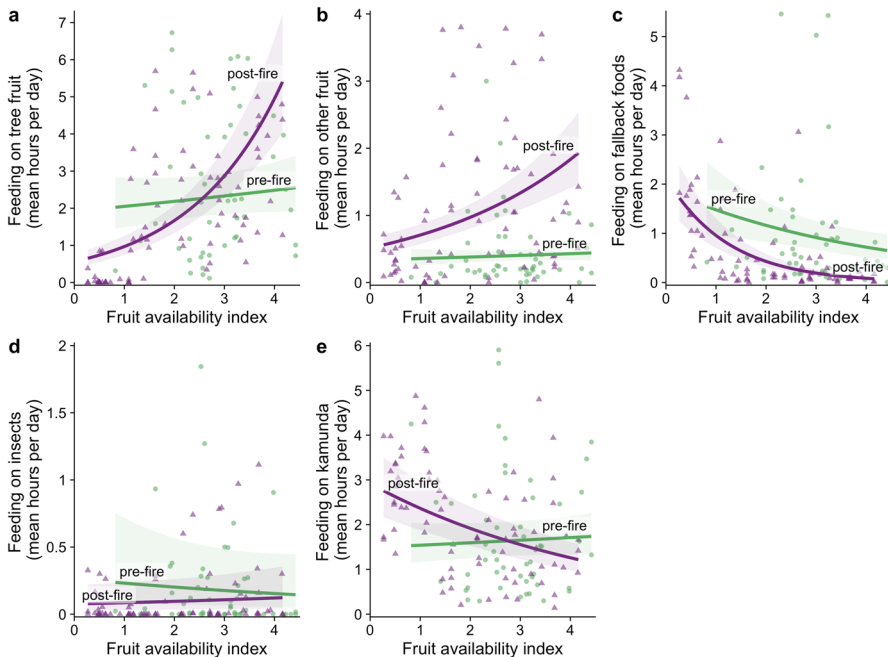 a
Feeding on tree fruit
(mean hours per day)
7
6
5
4
3
2
1
0
post-fire
pre-fire
0 1 2 3 4
Fruit availability index
b
Feeding on other fruit
(mean hours per day)
4
3
2
1
0
post-fire
pre-fire
0 1 2 3 4
Fruit availability index
c
Feeding on fallback foods
(mean hours per day)
5
4
3
2
1
0
pre-fire
post-fire
0 1 2 3 4
Fruit availability index
d
Feeding on insects
(mean hours per day)
2
1.5
1
0.5
0
pre-fire
post-fire
0 1 2 3 4
Fruit availability index
e
Feeding on kamunda
(mean hours per day)
6
5
4
3
2
1
0
post-fire
pre-fire
0 1 2 3 4
Fruit availability index